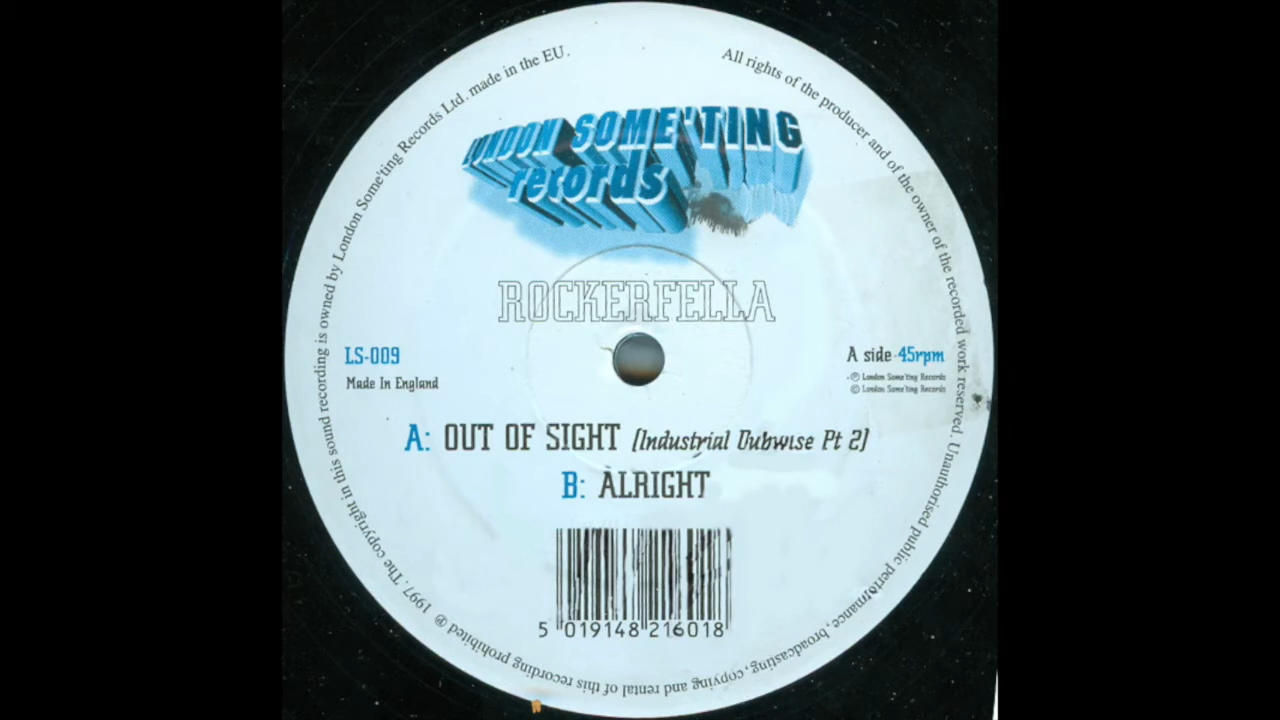 LONDON SOME'TING
records
ROCKERFELLA
LS-009
Made In England
A side 45rpm
℗ London Some'ting Records
© London Some'ting Records
A: OUT OF SIGHT (Industrial Dubwise Pt 2)
B: ALRIGHT
5 019148 216018
℗ 1997. The copyright in this sound recording is owned by London Some'ting Records Ltd. made in the EU.
All rights of the producer and of the owner of the recorded work reserved. Unauthorised public performance, broadcasting, copying and rental of this recording prohibited